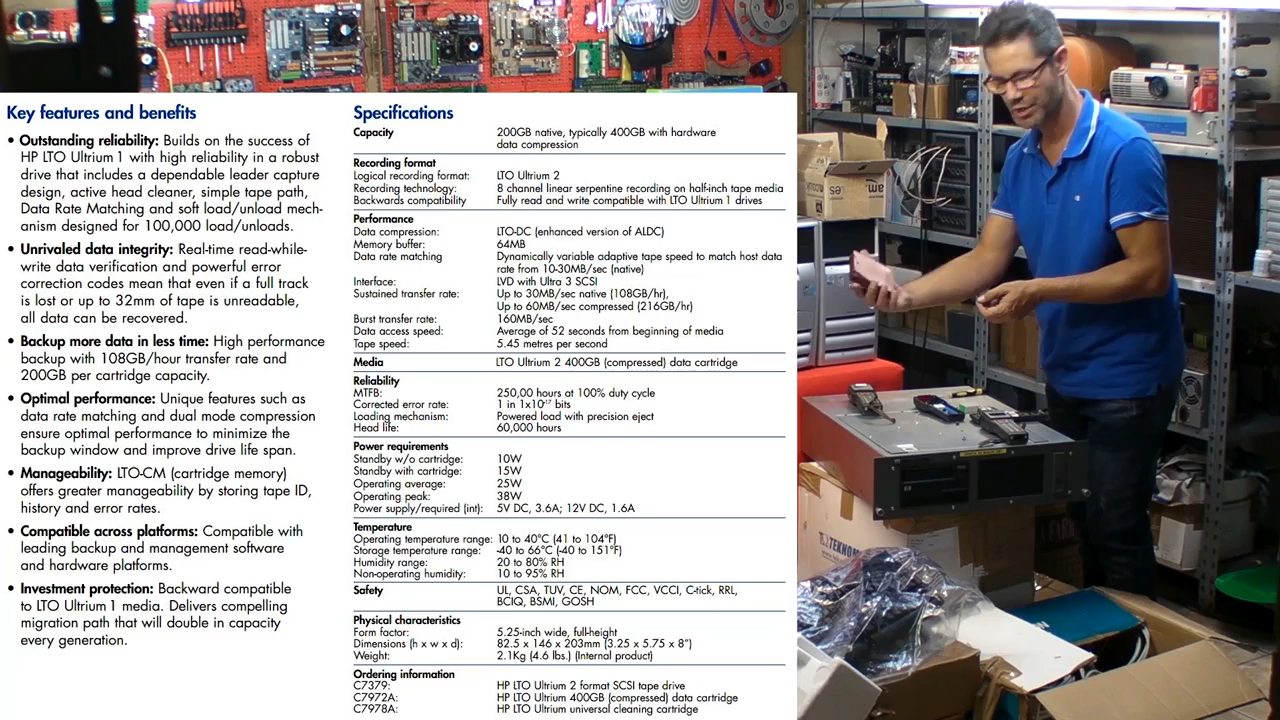 Key features and benefits
• Outstanding reliability: Builds on the success of
HP LTO Ultrium 1 with high reliability in a robust
drive that includes a dependable leader capture
design, active head cleaner, simple tape path,
Data Rate Matching and soft load/unload mech-
anism designed for 100,000 load/unloads.
• Unrivaled data integrity: Real-time read-while-
write data verification and powerful error
correction codes mean that even if a full track
is lost or up to 32mm of tape is unreadable,
all data can be recovered.
• Backup more data in less time: High performance
backup with 108GB/hour transfer rate and
200GB per cartridge capacity.
• Optimal performance: Unique features such as
data rate matching and dual mode compression
ensure optimal performance to minimize the
backup window and improve drive life span.
• Manageability: LTO-CM (cartridge memory)
offers greater manageability by storing tape ID,
history and error rates.
• Compatible across platforms: Compatible with
leading backup and management software
and hardware platforms.
• Investment protection: Backward compatible
to LTO Ultrium 1 media. Delivers compelling
migration path that will double in capacity
every generation.
Specifications
Capacity 200GB native, typically 400GB with hardware
data compression
Recording format
Logical recording format: LTO Ultrium 2
Recording technology: 8 channel linear serpentine recording on half-inch tape media
Backwards compatibility Fully read and write compatible with LTO Ultrium 1 drives
Performance
Data compression: LTO-DC (enhanced version of ALDC)
Memory buffer: 64MB
Data rate matching Dynamically variable adaptive tape speed to match host data
rate from 10-30MB/sec (native)
Interface: LVD with Ultra 3 SCSI
Sustained transfer rate: Up to 30MB/sec native (108GB/hr),
Up to 60MB/sec compressed (216GB/hr)
Burst transfer rate: 160MB/sec
Data access speed: Average of 52 seconds from beginning of media
Tape speed: 5.45 metres per second
Media LTO Ultrium 2 400GB (compressed) data cartridge
Reliability
MTFB: 250,00 hours at 100% duty cycle
Corrected error rate: 1 in 1x10⁻¹⁷ bits
Loading mechanism: Powered load with precision eject
Head life: 60,000 hours
Power requirements
Standby w/o cartridge: 10W
Standby with cartridge: 15W
Operating average: 25W
Operating peak: 38W
Power supply/required (int): 5V DC, 3.6A; 12V DC, 1.6A
Temperature
Operating temperature range: 10 to 40°C (41 to 104°F)
Storage temperature range: -40 to 66°C (-40 to 151°F)
Humidity range: 20 to 80% RH
Non-operating humidity: 10 to 95% RH
Safety UL, CSA, TUV, CE, NOM, FCC, VCCI, C-tick, RRL,
BCIQ, BSMI, GOSH
Physical characteristics
Form factor: 5.25-inch wide, full-height
Dimensions (h x w x d): 82.5 x 146 x 203mm (3.25 x 5.75 x 8")
Weight: 2.1Kg (4.6 lbs.) (Internal product)
Ordering information
C7379: HP LTO Ultrium 2 format SCSI tape drive
C7972A: HP LTO Ultrium 400GB (compressed) data cartridge
C7978A: HP LTO Ultrium universal cleaning cartridge